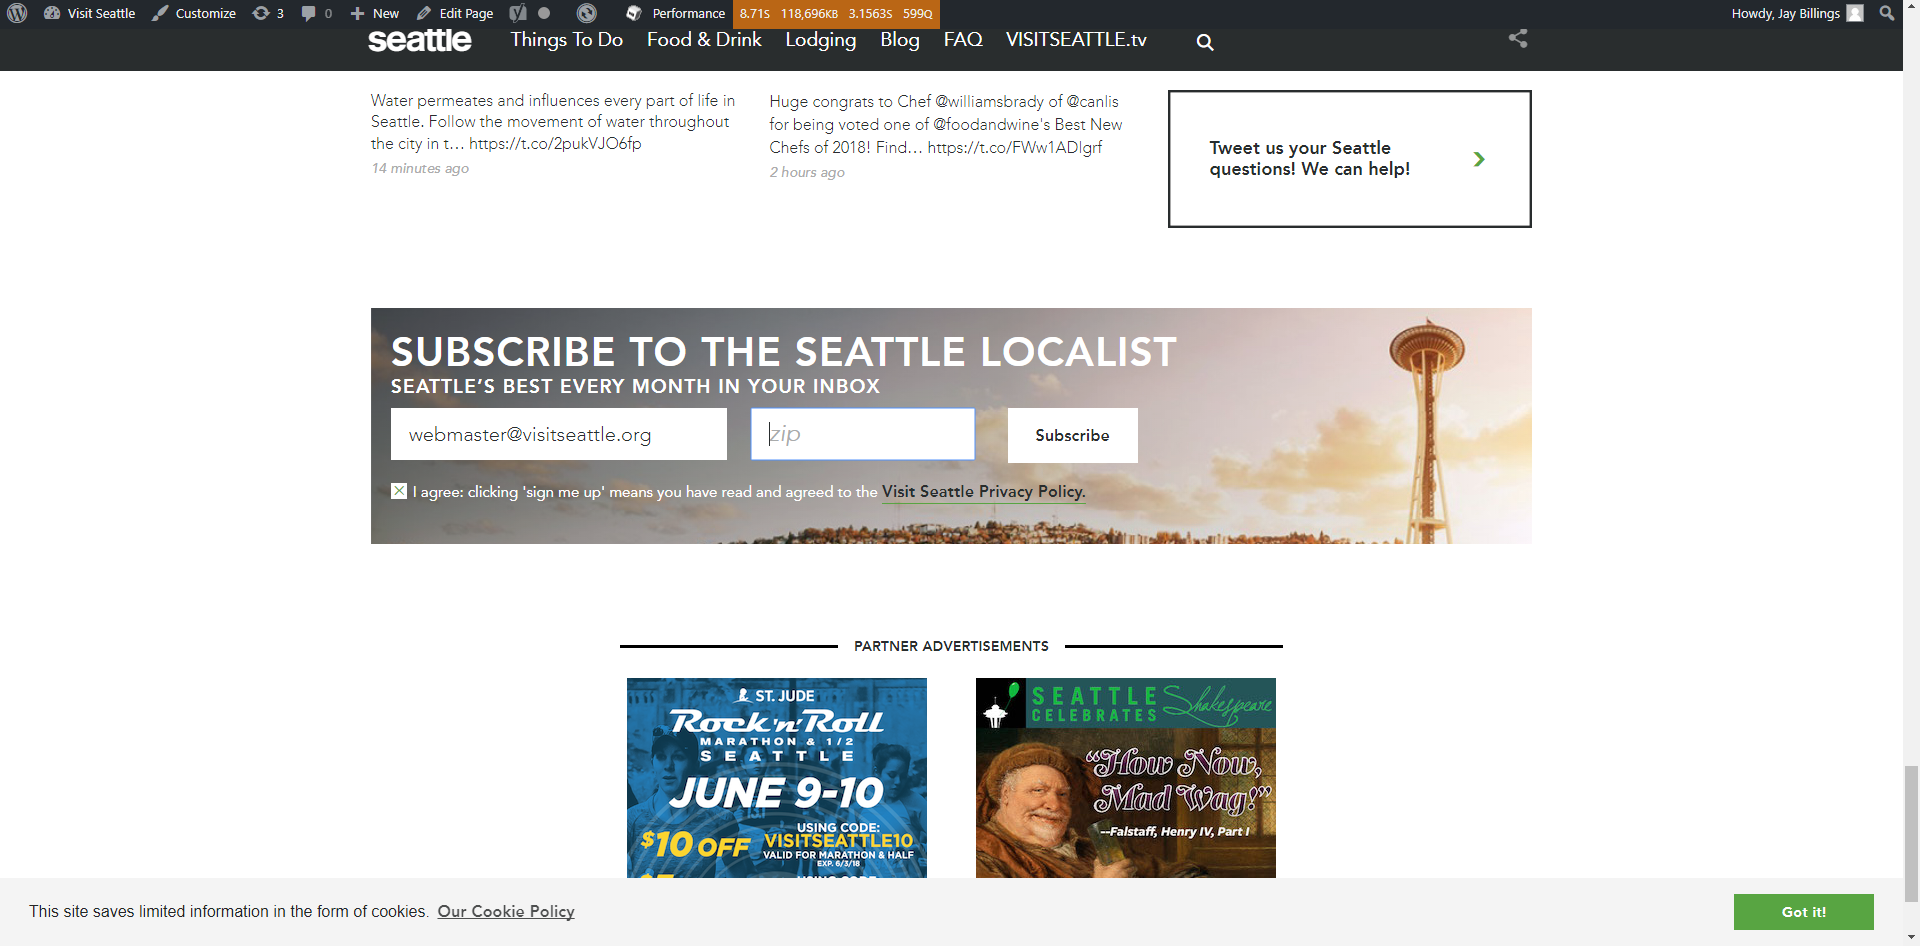 Visit Seattle Customize 3 0 New Edit Page Performance 8.71S 118,696KB 3.1563S 599Q Howdy, Jay Billings
seattle Things To Do Food & Drink Lodging Blog FAQ VISITSEATTLE.tv
Water permeates and influences every part of life in
Seattle. Follow the movement of water throughout
the city in t… https://t.co/2pukVJO6fp
14 minutes ago
Huge congrats to Chef @williamsbrady of @canlis
for being voted one of @foodandwine's Best New
Chefs of 2018! Find… https://t.co/FWw1ADlgrf
2 hours ago
Tweet us your Seattle
questions! We can help!
SUBSCRIBE TO THE SEATTLE LOCALIST
SEATTLE'S BEST EVERY MONTH IN YOUR INBOX
webmaster@visitseattle.org zip Subscribe
I agree: clicking 'sign me up' means you have read and agreed to the Visit Seattle Privacy Policy.
PARTNER ADVERTISEMENTS
ST. JUDE
Rock 'n' Roll
MARATHON & 1/2
SEATTLE
JUNE 9-10
$10 OFF
USING CODE:
VISITSEATTLE10
VALID FOR MARATHON & HALF
EXP. 6/3/18
SEATTLE
CELEBRATES
Shakespeare
“How Now,
Mad Wag!”
--Falstaff, Henry IV, Part I
This site saves limited information in the form of cookies. Our Cookie Policy
Got it!